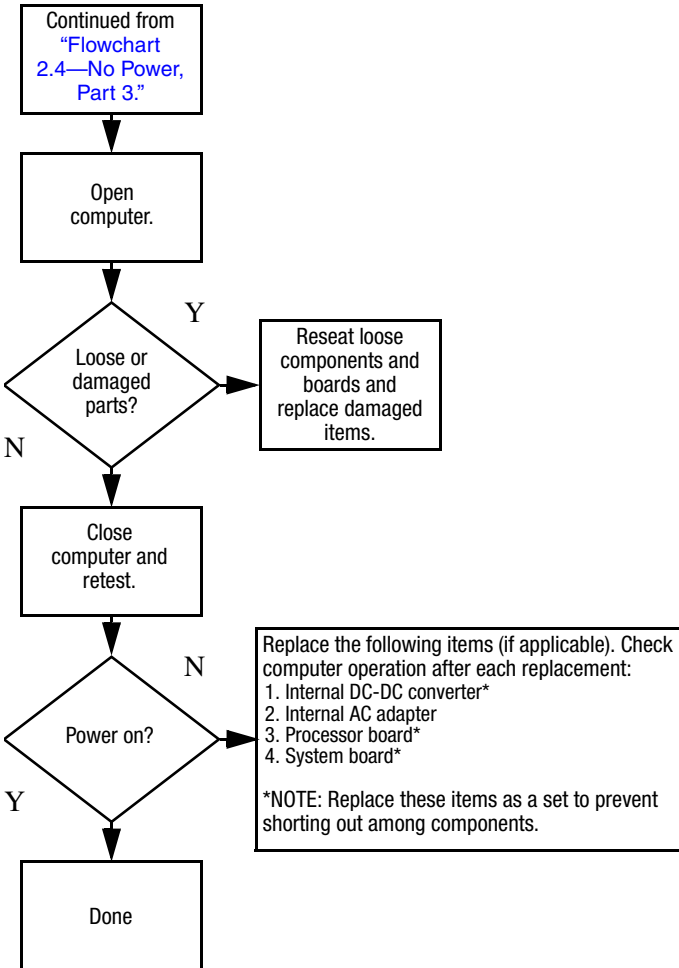 Continued from
“Flowchart
2.4—No Power,
Part 3.”
Open
computer.
Y
Loose or
damaged
parts?
Reseat loose
components and
boards and
replace damaged
items.
N
Close
computer and
retest.
N
Power on?
Replace the following items (if applicable). Check
computer operation after each replacement:
1. Internal DC-DC converter*
2. Internal AC adapter
3. Processor board*
4. System board*
*NOTE: Replace these items as a set to prevent
shorting out among components.
Y
Done